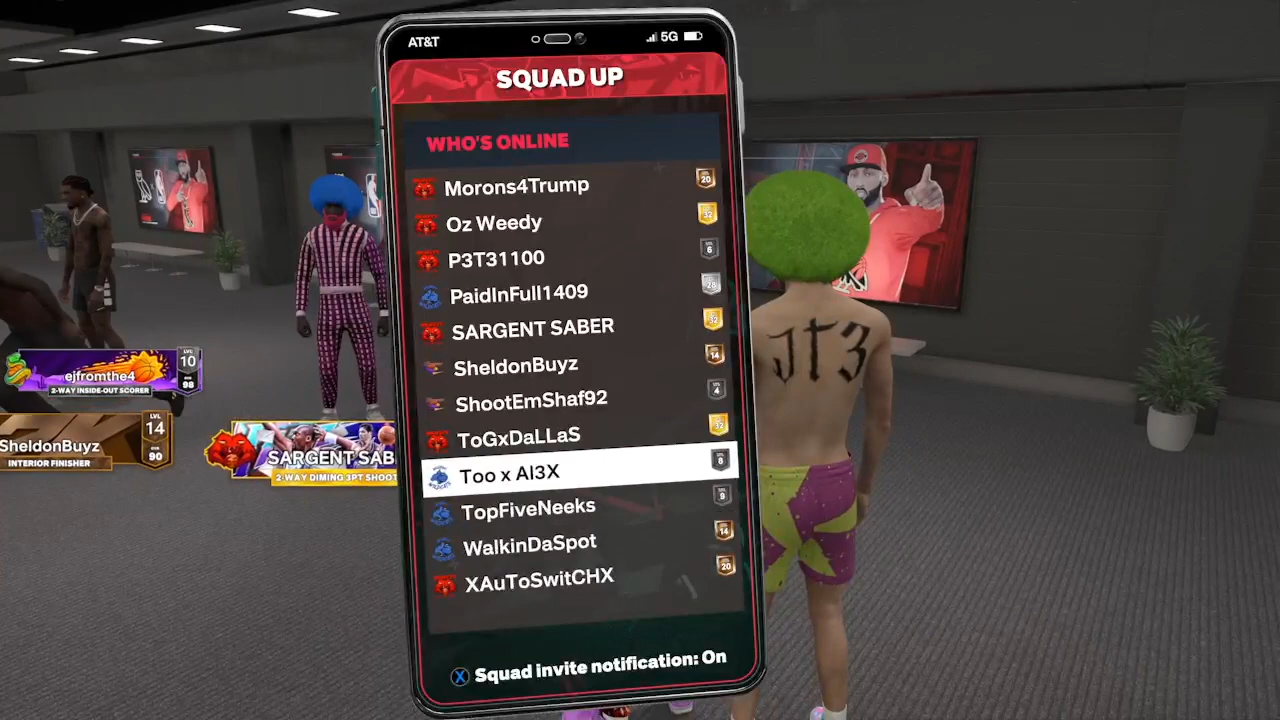 AT&T
5G
SQUAD UP
WHO'S ONLINE
Morons4Trump
20
Oz Weedy
32
P3T31100
6
PaidInFull1409
28
SARGENT SABER
32
SheldonBuyz
14
ShootEmShaf92
4
ToGxDaLLaS
32
Too x Al3X
8
TopFiveNeeks
9
WalkinDaSpot
14
XAuToSwitCHX
20
X Squad invite notification: On
ejfromthe4
2-WAY INSIDE-OUT SCORER
LVL
10
98
SheldonBuyz
INTERIOR FINISHER
LVL
14
90
SARGENT SAB
2-WAY DIMING 3PT SHOOT
JT3